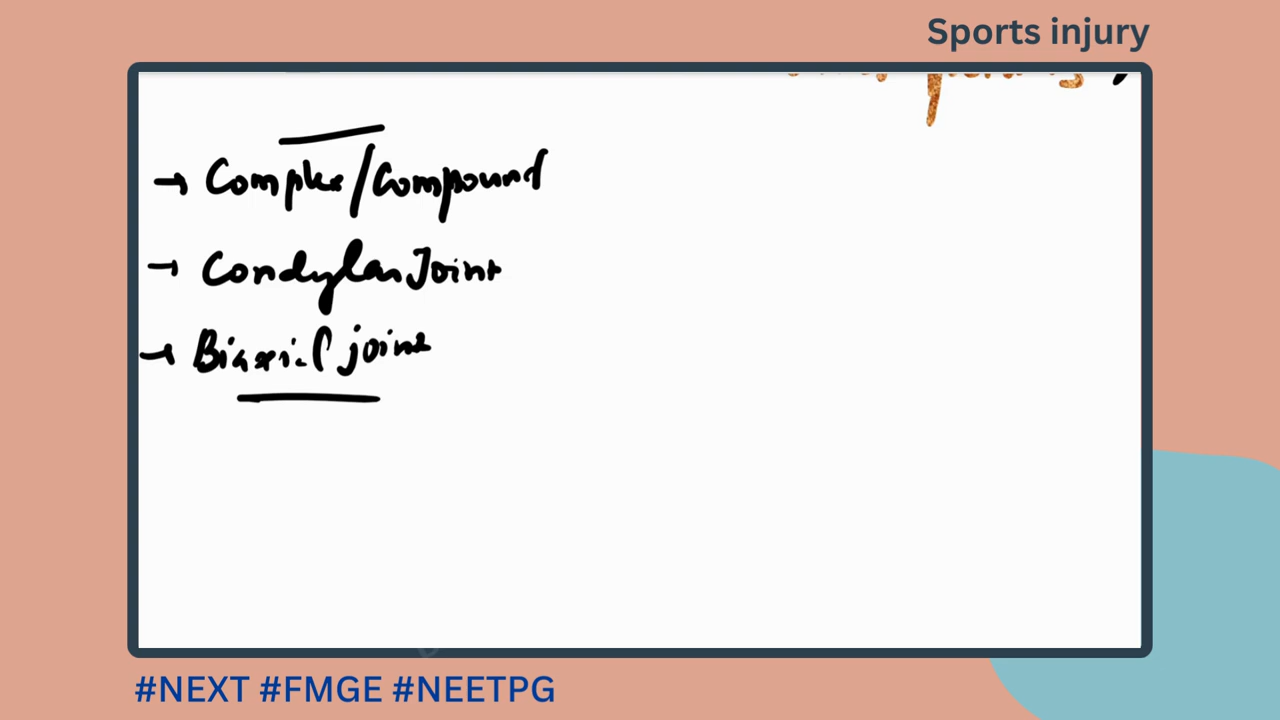 Sports injury
→ Complex/Compound
→ Condylar Joint
→ Biaxial joint
#NEXT #FMGE #NEETPG